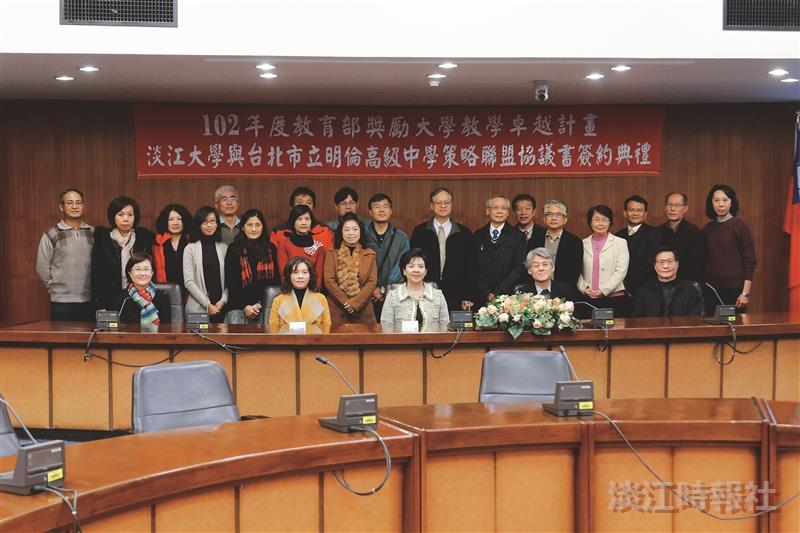 102年度教育部獎勵大學教學卓越計畫
淡江大學與台北市立明倫高級中學策略聯盟協議書簽約典禮
淡江時報社